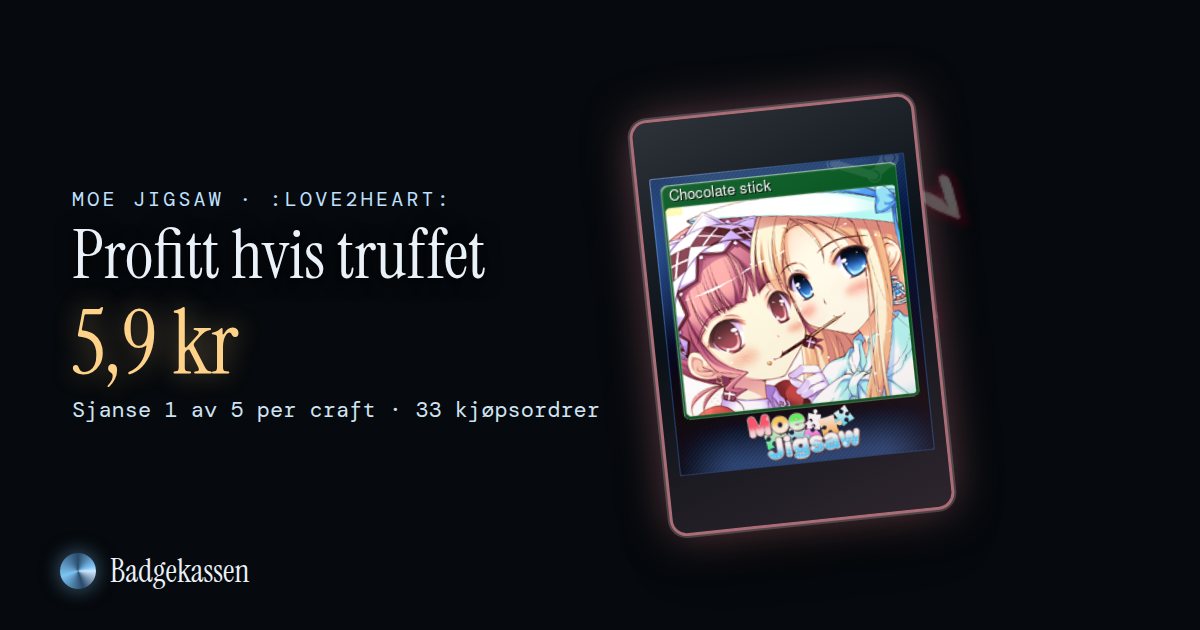 MOE JIGSAW · :LOVE2HEART:
Profitt hvis truffet
5,9 kr
Sjanse 1 av 5 per craft · 33 kjøpsordrer
Chocolate stick
Moe
Jigsaw
Badgekassen